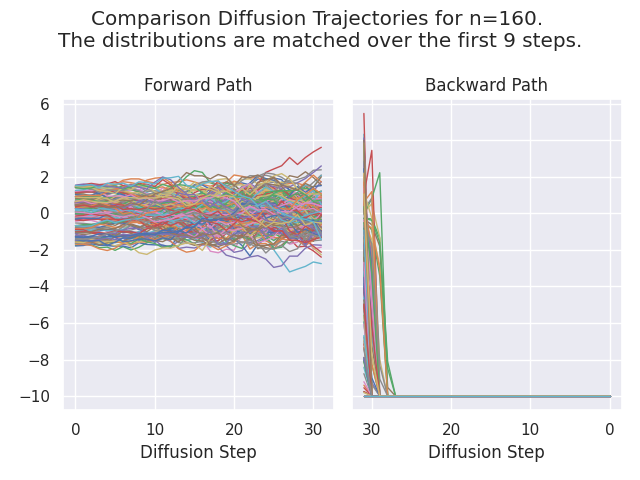 Comparison Diffusion Trajectories for n=160.
The distributions are matched over the first 9 steps.
Forward Path
Backward Path
6
4
2
0
−2
−4
−6
−8
−10
0 10 20 30
30 20 10 0
Diffusion Step
Diffusion Step